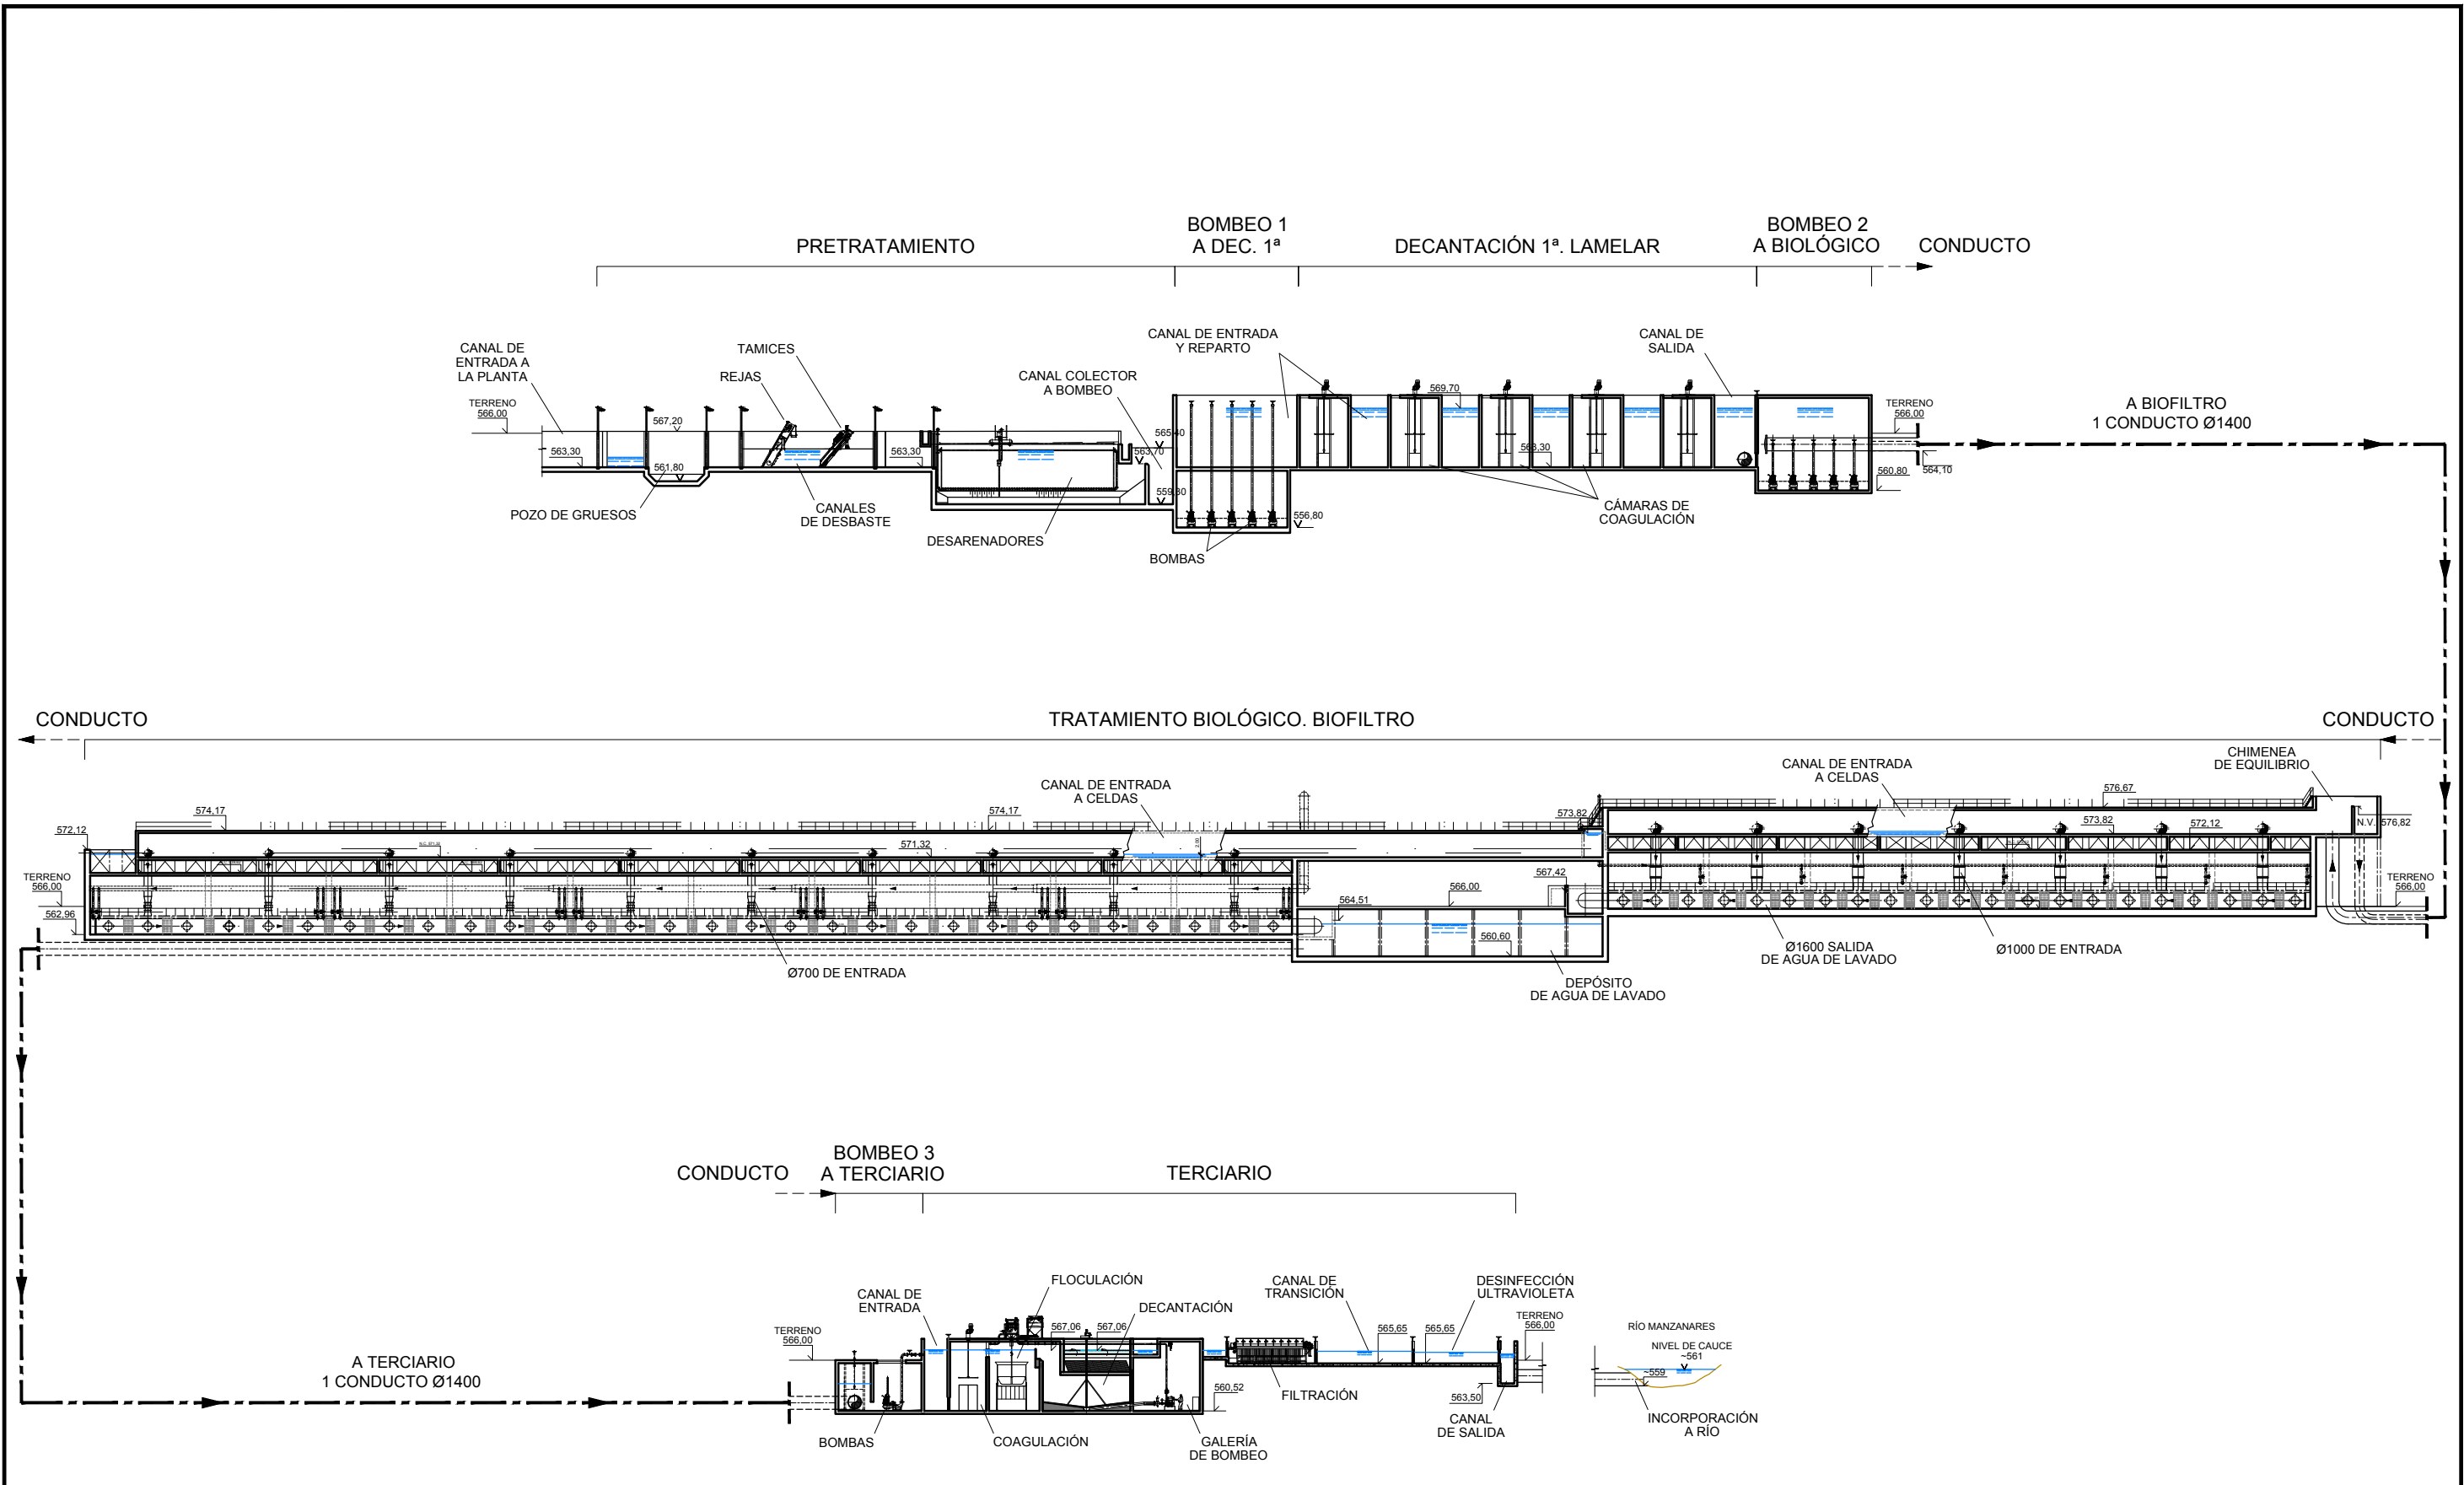 BOMBEO 1
A DEC. 1ª
BOMBEO 2
A BIOLÓGICO
PRETRATAMIENTO
DECANTACIÓN 1ª. LAMELAR
CONDUCTO
CANAL DE
ENTRADA A
LA PLANTA
TAMICES
REJAS
CANAL COLECTOR
A BOMBEO
CANAL DE ENTRADA
Y REPARTO
CANAL DE
SALIDA
TERRENO
566,00
567,20
563,30
561,80
563,30
565,40
563,70
559,80
556,80
569,70
563,30
TERRENO
566,00
560,80
564,10
A BIOFILTRO
1 CONDUCTO Ø1400
POZO DE GRUESOS
CANALES
DE DESBASTE
DESARENADORES
BOMBAS
CÁMARAS DE
COAGULACIÓN
CONDUCTO
TRATAMIENTO BIOLÓGICO. BIOFILTRO
CONDUCTO
CANAL DE ENTRADA
A CELDAS
CANAL DE ENTRADA
A CELDAS
CHIMENEA
DE EQUILIBRIO
572,12
574,17
574,17
573,82
576,67
573,82
572,12
N.V. 576,82
571,32
TERRENO
566,00
562,96
564,51
566,00
567,42
560,60
TERRENO
566,00
Ø700 DE ENTRADA
DEPÓSITO
DE AGUA DE LAVADO
Ø1600 SALIDA
DE AGUA DE LAVADO
Ø1000 DE ENTRADA
CONDUCTO
BOMBEO 3
A TERCIARIO
TERCIARIO
CANAL DE
ENTRADA
FLOCULACIÓN
DECANTACIÓN
CANAL DE
TRANSICIÓN
DESINFECCIÓN
ULTRAVIOLETA
TERRENO
566,00
567,06
567,06
565,65
565,65
TERRENO
566,00
RÍO MANZANARES
NIVEL DE CAUCE
~561
~559
A TERCIARIO
1 CONDUCTO Ø1400
560,52
563,50
BOMBAS
COAGULACIÓN
GALERÍA
DE BOMBEO
FILTRACIÓN
CANAL
DE SALIDA
INCORPORACIÓN
A RÍO